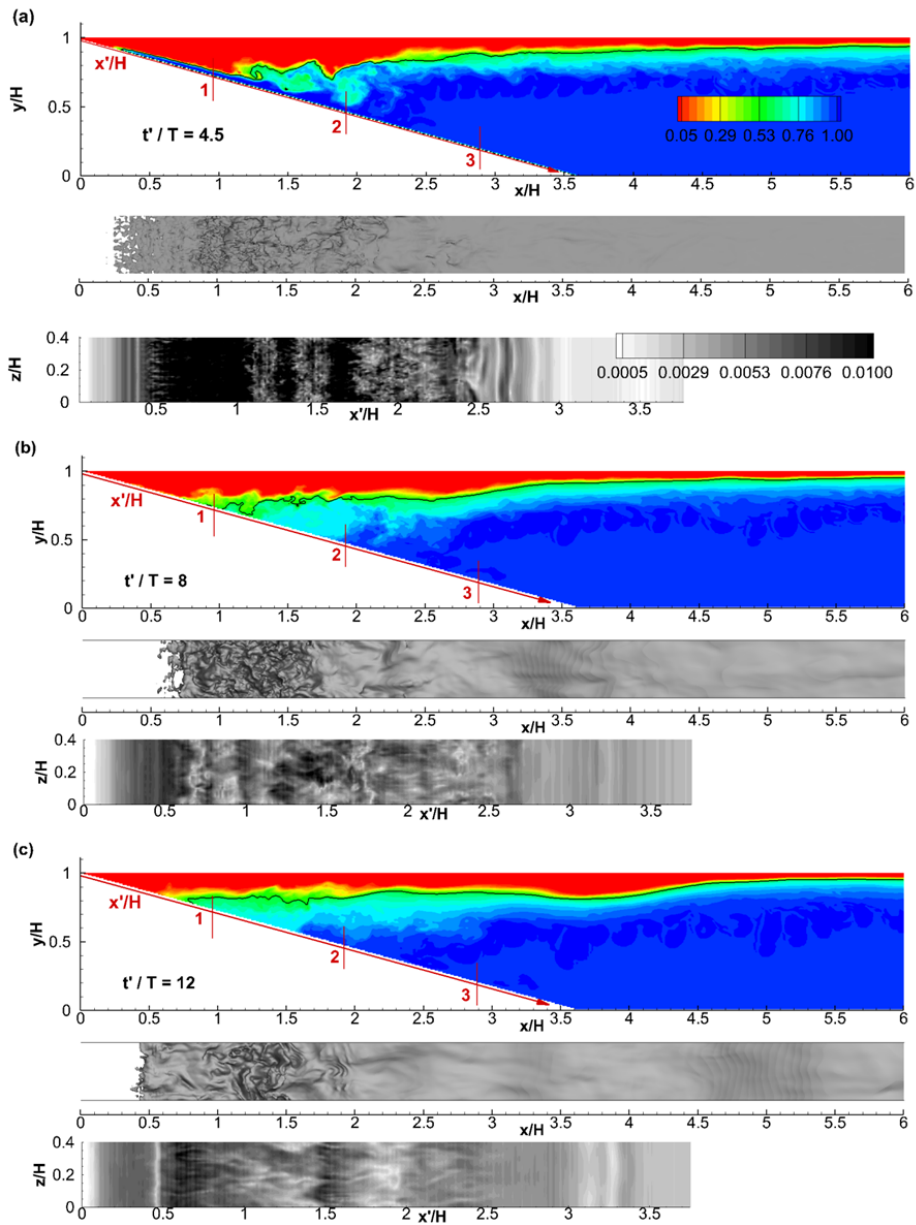 (a)
1
0.5
0
y/H
x'/H
1
2
3
t' / T = 4.5
0.05 0.29 0.53 0.76 1.00
0 0.5 1 1.5 2 2.5 3 3.5 4 4.5 5 5.5 6
x/H
0 0.5 1 1.5 2 2.5 3 3.5 4 4.5 5 5.5 6
x/H
0.4
0.2
0
z/H
0.0005 0.0029 0.0053 0.0076 0.0100
0.5 1 1.5 2 2.5 3 3.5
x'/H
(b)
1
0.5
0
y/H
x'/H
1
2
3
t' / T = 8
0 0.5 1 1.5 2 2.5 3 3.5 4 4.5 5 5.5 6
x/H
0 0.5 1 1.5 2 2.5 3 3.5 4 4.5 5 5.5 6
x/H
0.4
0.2
0
z/H
0 0.5 1 1.5 2 2.5 3 3.5
x'/H
(c)
1
0.5
0
y/H
x'/H
1
2
3
t' / T = 12
0 0.5 1 1.5 2 2.5 3 3.5 4 4.5 5 5.5 6
x/H
0 0.5 1 1.5 2 2.5 3 3.5 4 4.5 5 5.5 6
x/H
0.4
0.2
0
z/H
0 0.5 1 1.5 2 2.5 3 3.5
x'/H